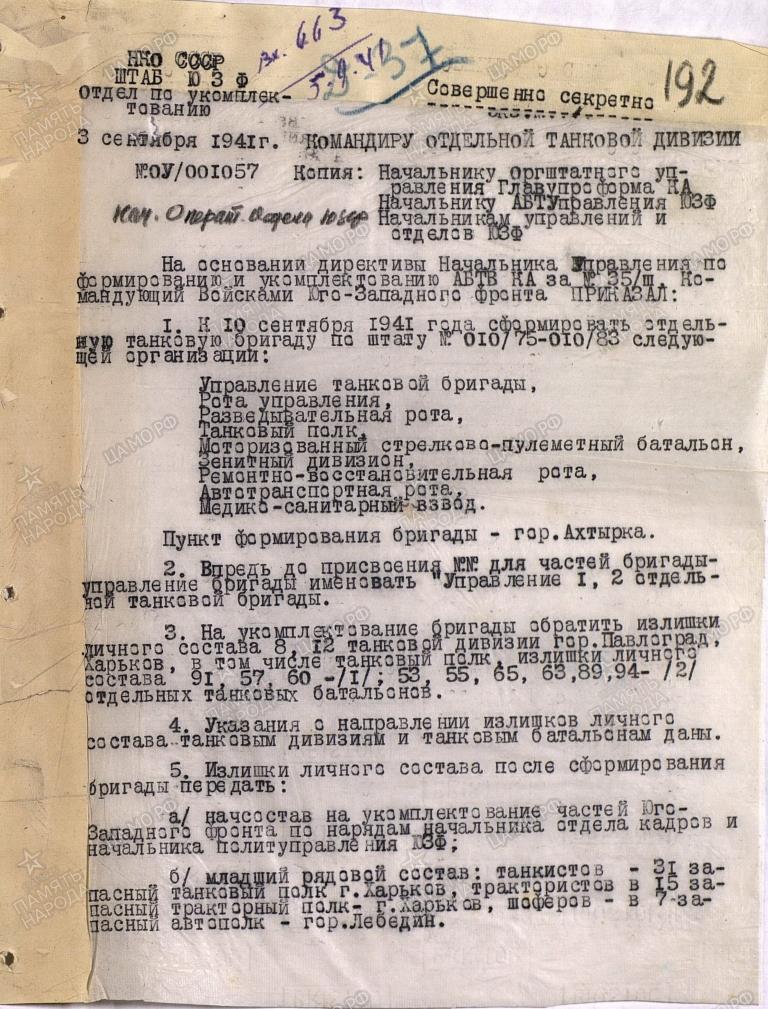 Вх. 663
5.9.41
2-37
192
НКО СССР
ШТАБ Ю З Ф
отдел по укомплек-
тованию
Совершенно секретно
3 сентября 1941г. КОМАНДИРУ ОТДЕЛЬНОЙ ТАНКОВОЙ ДИВИЗИИ
№ОУ/001057 Копия: Начальнику Оргштатного уп-
равления Главупроформа КА
Начальнику АБТУправления ЮЗФ
Нач. Операт. Отдела ЮЗФ Начальникам управлений и
отделов ЮЗФ
На основании директивы Начальника Управления по
формированию и укомплектованию АБТВ КА за № 35/ш. Ко-
мандующий Войсками Юго-Западного фронта ПРИКАЗАЛ:
I. К 10 сентября 1941 года сформировать отдель-
ную танковую бригаду по штату № 010/75-010/83 следую-
щей организации:
Управление танковой бригады,
Рота управления,
Разведывательная рота,
Танковый полк,
Моторизованный стрелково-пулеметный батальон,
Зенитный дивизион,
Ремонтно-восстановительная рота,
Автотранспортная рота,
Медико-санитарный взвод.
Пункт формирования бригады - гор.Ахтырка.
2. Впредь до присвоения №№ для частей бригады-
управление бригады именовать "Управление I, 2 отдель-
ной танковой бригады.
3. На укомплектование бригады обратить излишки
личного состава 8, 12 танковой дивизии гор.Павлоград,
Харьков, в том числе танковый полк, излишки личного
состава 91, 57, 60 -/I/; 53, 55, 65, 63,89,94- /2/
отдельных танковых батальонов.
4. Указания о направлении излишков личного
состава танковым дивизиям и танковым батальонам даны.
5. Излишки личного состава после сформирования
бригады передать:
а/ начсостав на укомплектование частей Юго-
Западного фронта по нарядам начальника отдела кадров и
начальника политуправления ЮЗФ;
б/ младший рядовой состав: танкистов - 31 за-
пасный танковый полк г.Харьков, трактористов в 15 за-
пасный тракторный полк- г.Харьков, шоферов - в 7-за-
пасный автополк - гор.Лебедин.